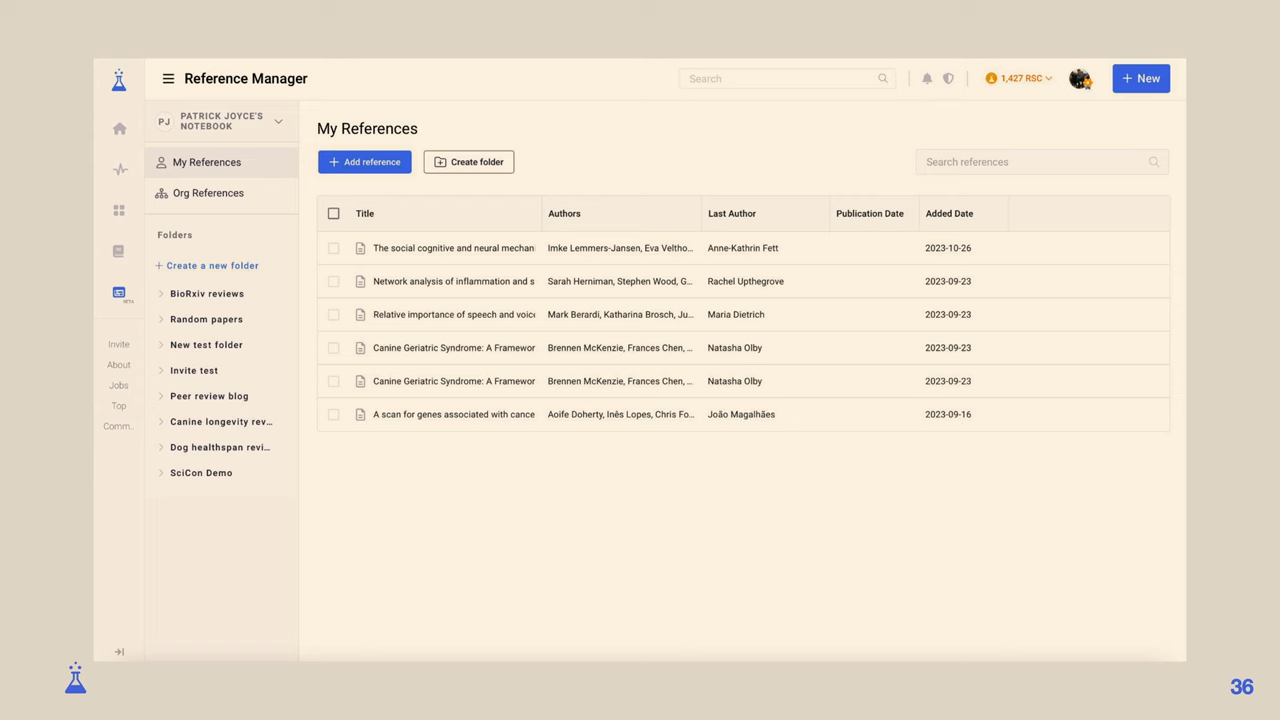 Reference Manager
Search
1,427 RSC
+ New
PJ
PATRICK JOYCE'S
NOTEBOOK
My References
Org References
Folders
+ Create a new folder
BioRxiv reviews
Random papers
New test folder
Invite test
Peer review blog
Canine longevity rev...
Dog healthspan revi...
SciCon Demo
BETA
Invite
About
Jobs
Top
Comm..
My References
+ Add reference
Create folder
Search references
Title Authors Last Author Publication Date Added Date
The social cognitive and neural mechan Imke Lemmers-Jansen, Eva Veltho... Anne-Kathrin Fett 2023-10-26
Network analysis of inflammation and s Sarah Herniman, Stephen Wood, G... Rachel Upthegrove 2023-09-23
Relative importance of speech and voice Mark Berardi, Katharina Brosch, Ju... Maria Dietrich 2023-09-23
Canine Geriatric Syndrome: A Framewor Brennen McKenzie, Frances Chen, ... Natasha Olby 2023-09-23
Canine Geriatric Syndrome: A Framewor Brennen McKenzie, Frances Chen, ... Natasha Olby 2023-09-23
A scan for genes associated with cance Aoife Doherty, Inês Lopes, Chris Fo... João Magalhães 2023-09-16
36